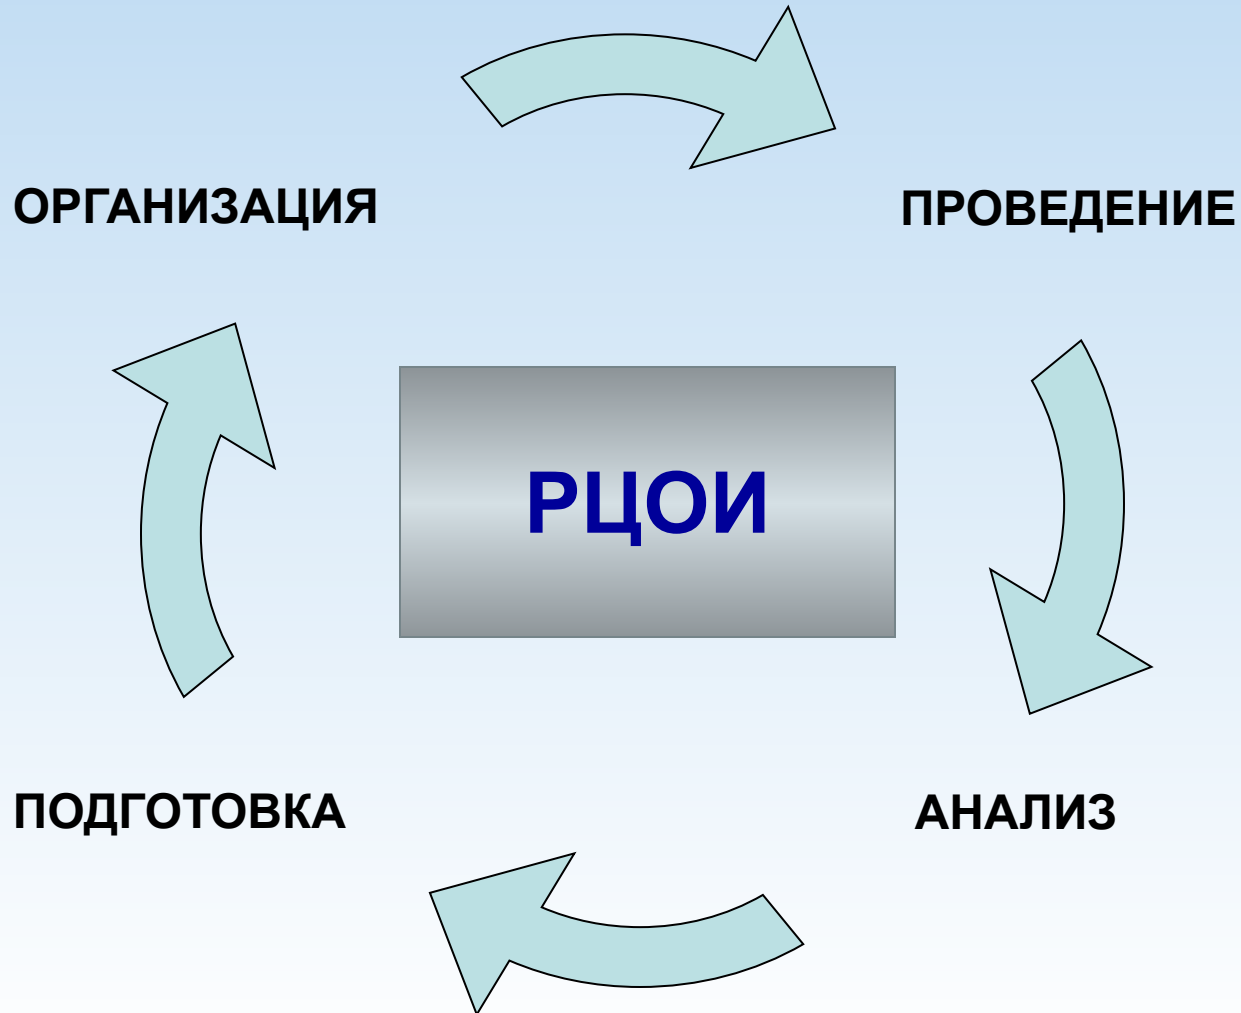 ОРГАНИЗАЦИЯ
ПРОВЕДЕНИЕ
РЦОИ
ПОДГОТОВКА
АНАЛИЗ